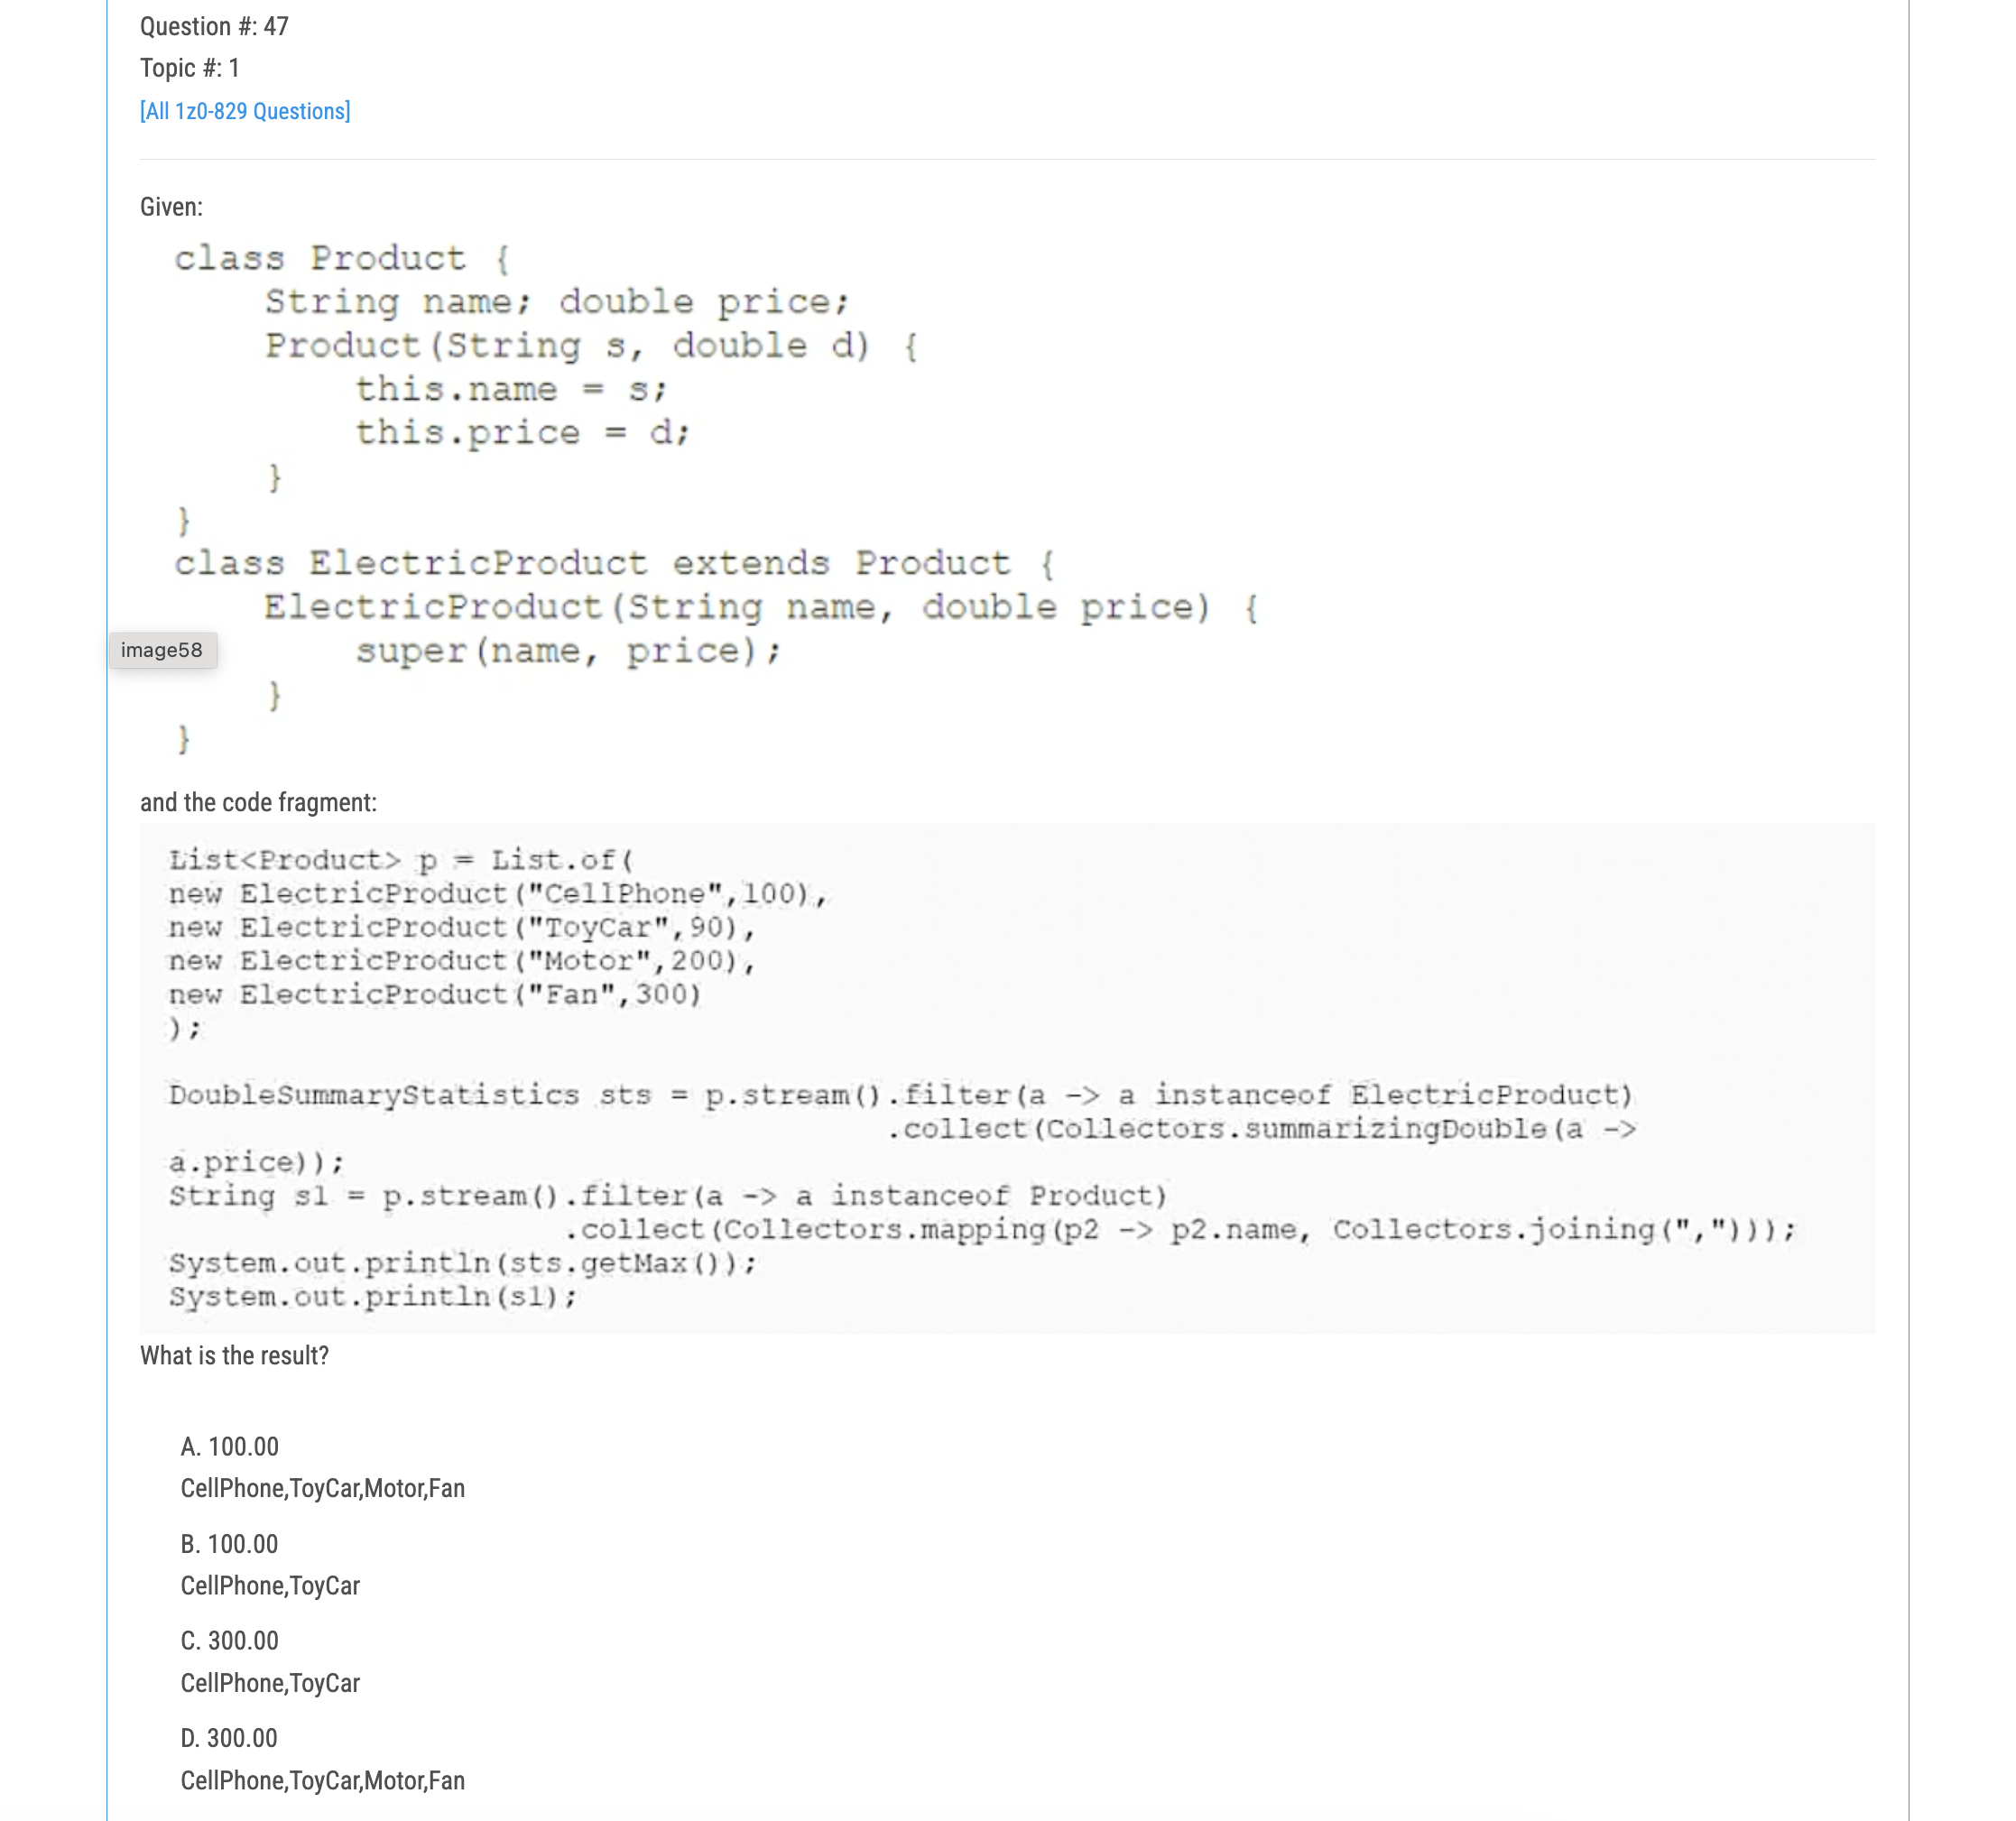 Question #: 47
Topic #: 1
[All 1z0-829 Questions]
Given:
class Product {
String name; double price;
Product(String s, double d) {
this.name = s;
this.price = d;
}
}
class ElectricProduct extends Product {
ElectricProduct(String name, double price) {
image58
super(name, price);
}
}
and the code fragment:
List<Product> p = List.of(
new ElectricProduct("CellPhone",100),
new ElectricProduct("ToyCar",90),
new ElectricProduct("Motor",200),
new ElectricProduct("Fan",300)
);
DoubleSummaryStatistics sts = p.stream().filter(a -> a instanceof ElectricProduct)
.collect(Collectors.summarizingDouble(a ->
a.price));
String s1 = p.stream().filter(a -> a instanceof Product)
.collect(Collectors.mapping(p2 -> p2.name, Collectors.joining(",")));
System.out.println(sts.getMax());
System.out.println(s1);
What is the result?
A. 100.00
CellPhone,ToyCar,Motor,Fan
B. 100.00
CellPhone,ToyCar
C. 300.00
CellPhone,ToyCar
D. 300.00
CellPhone,ToyCar,Motor,Fan